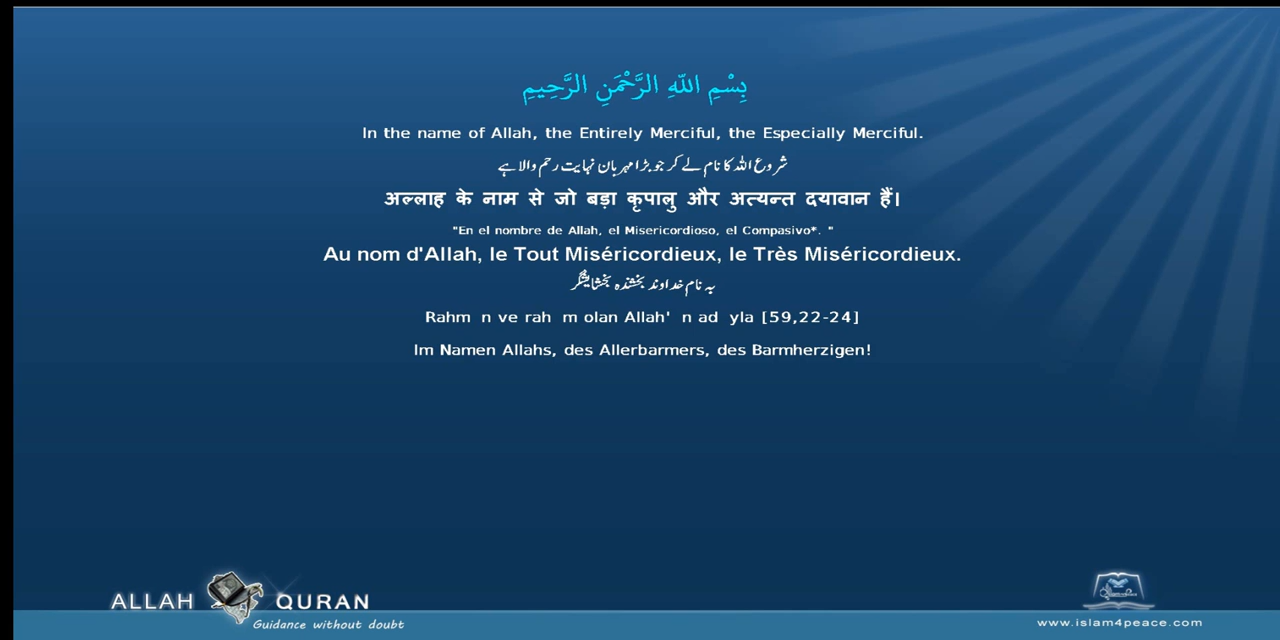 بِسْمِ اللَّهِ الرَّحْمَنِ الرَّحِيمِ
In the name of Allah, the Entirely Merciful, the Especially Merciful.
شروع الله کا نام لے کر جو بڑا مہربان نہایت رحم والا ہے
अल्लाह के नाम से जो बड़ा कृपालु और अत्यन्त दयावान हैं।
"En el nombre de Allah, el Misericordioso, el Compasivo*. "
Au nom d'Allah, le Tout Miséricordieux, le Très Miséricordieux.
به نام خداوند بخشنده بخشایشگر
Rahm n ve rah m olan Allah' n ad yla [59,22-24]
Im Namen Allahs, des Allerbarmers, des Barmherzigen!
ALLAH QURAN
Guidance without doubt
www.islam4peace.com